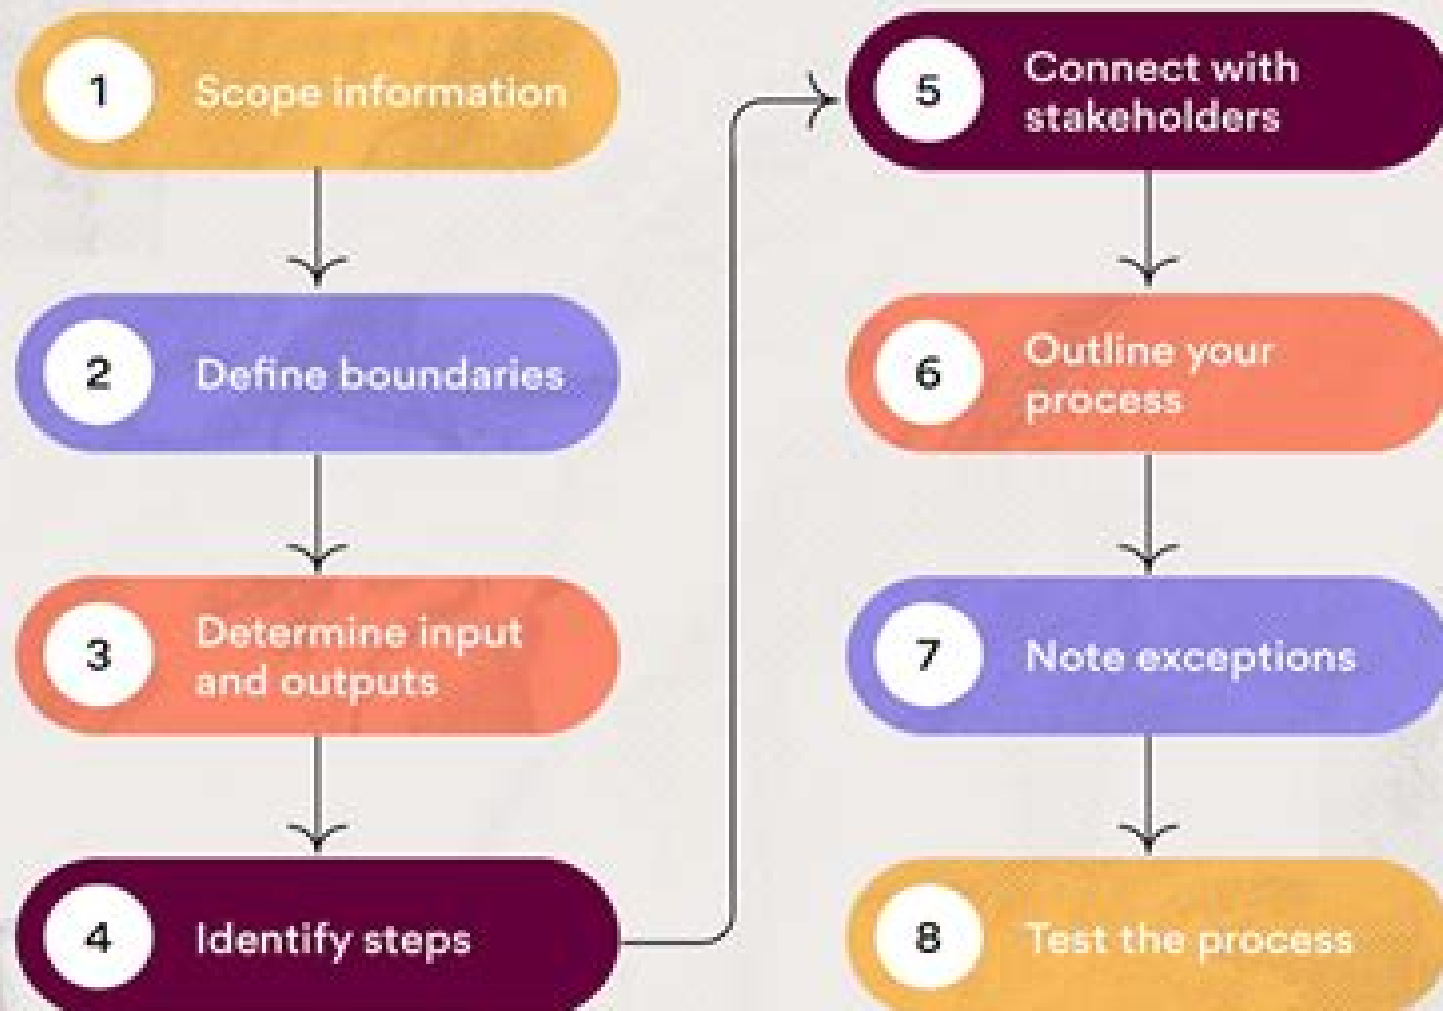 1
Scope information
2
Define boundaries
3
Determine input
and outputs
4
Identify steps
5
Connect with
stakeholders
6
Outline your
process
7
Note exceptions
8
Test the process